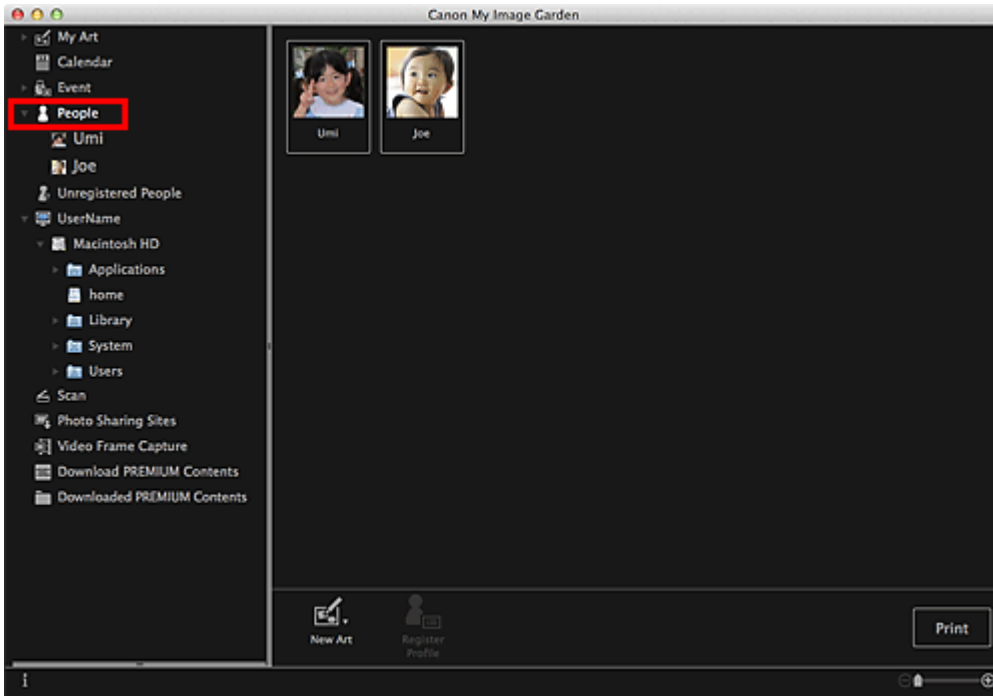 Canon My Image Garden
My Art
Calendar
Event
People
Umi
Joe
Unregistered People
UserName
Macintosh HD
Applications
home
Library
System
Users
Scan
Photo Sharing Sites
Video Frame Capture
Download PREMIUM Contents
Downloaded PREMIUM Contents
Umi
Joe
New Art
Register
Profile
Print